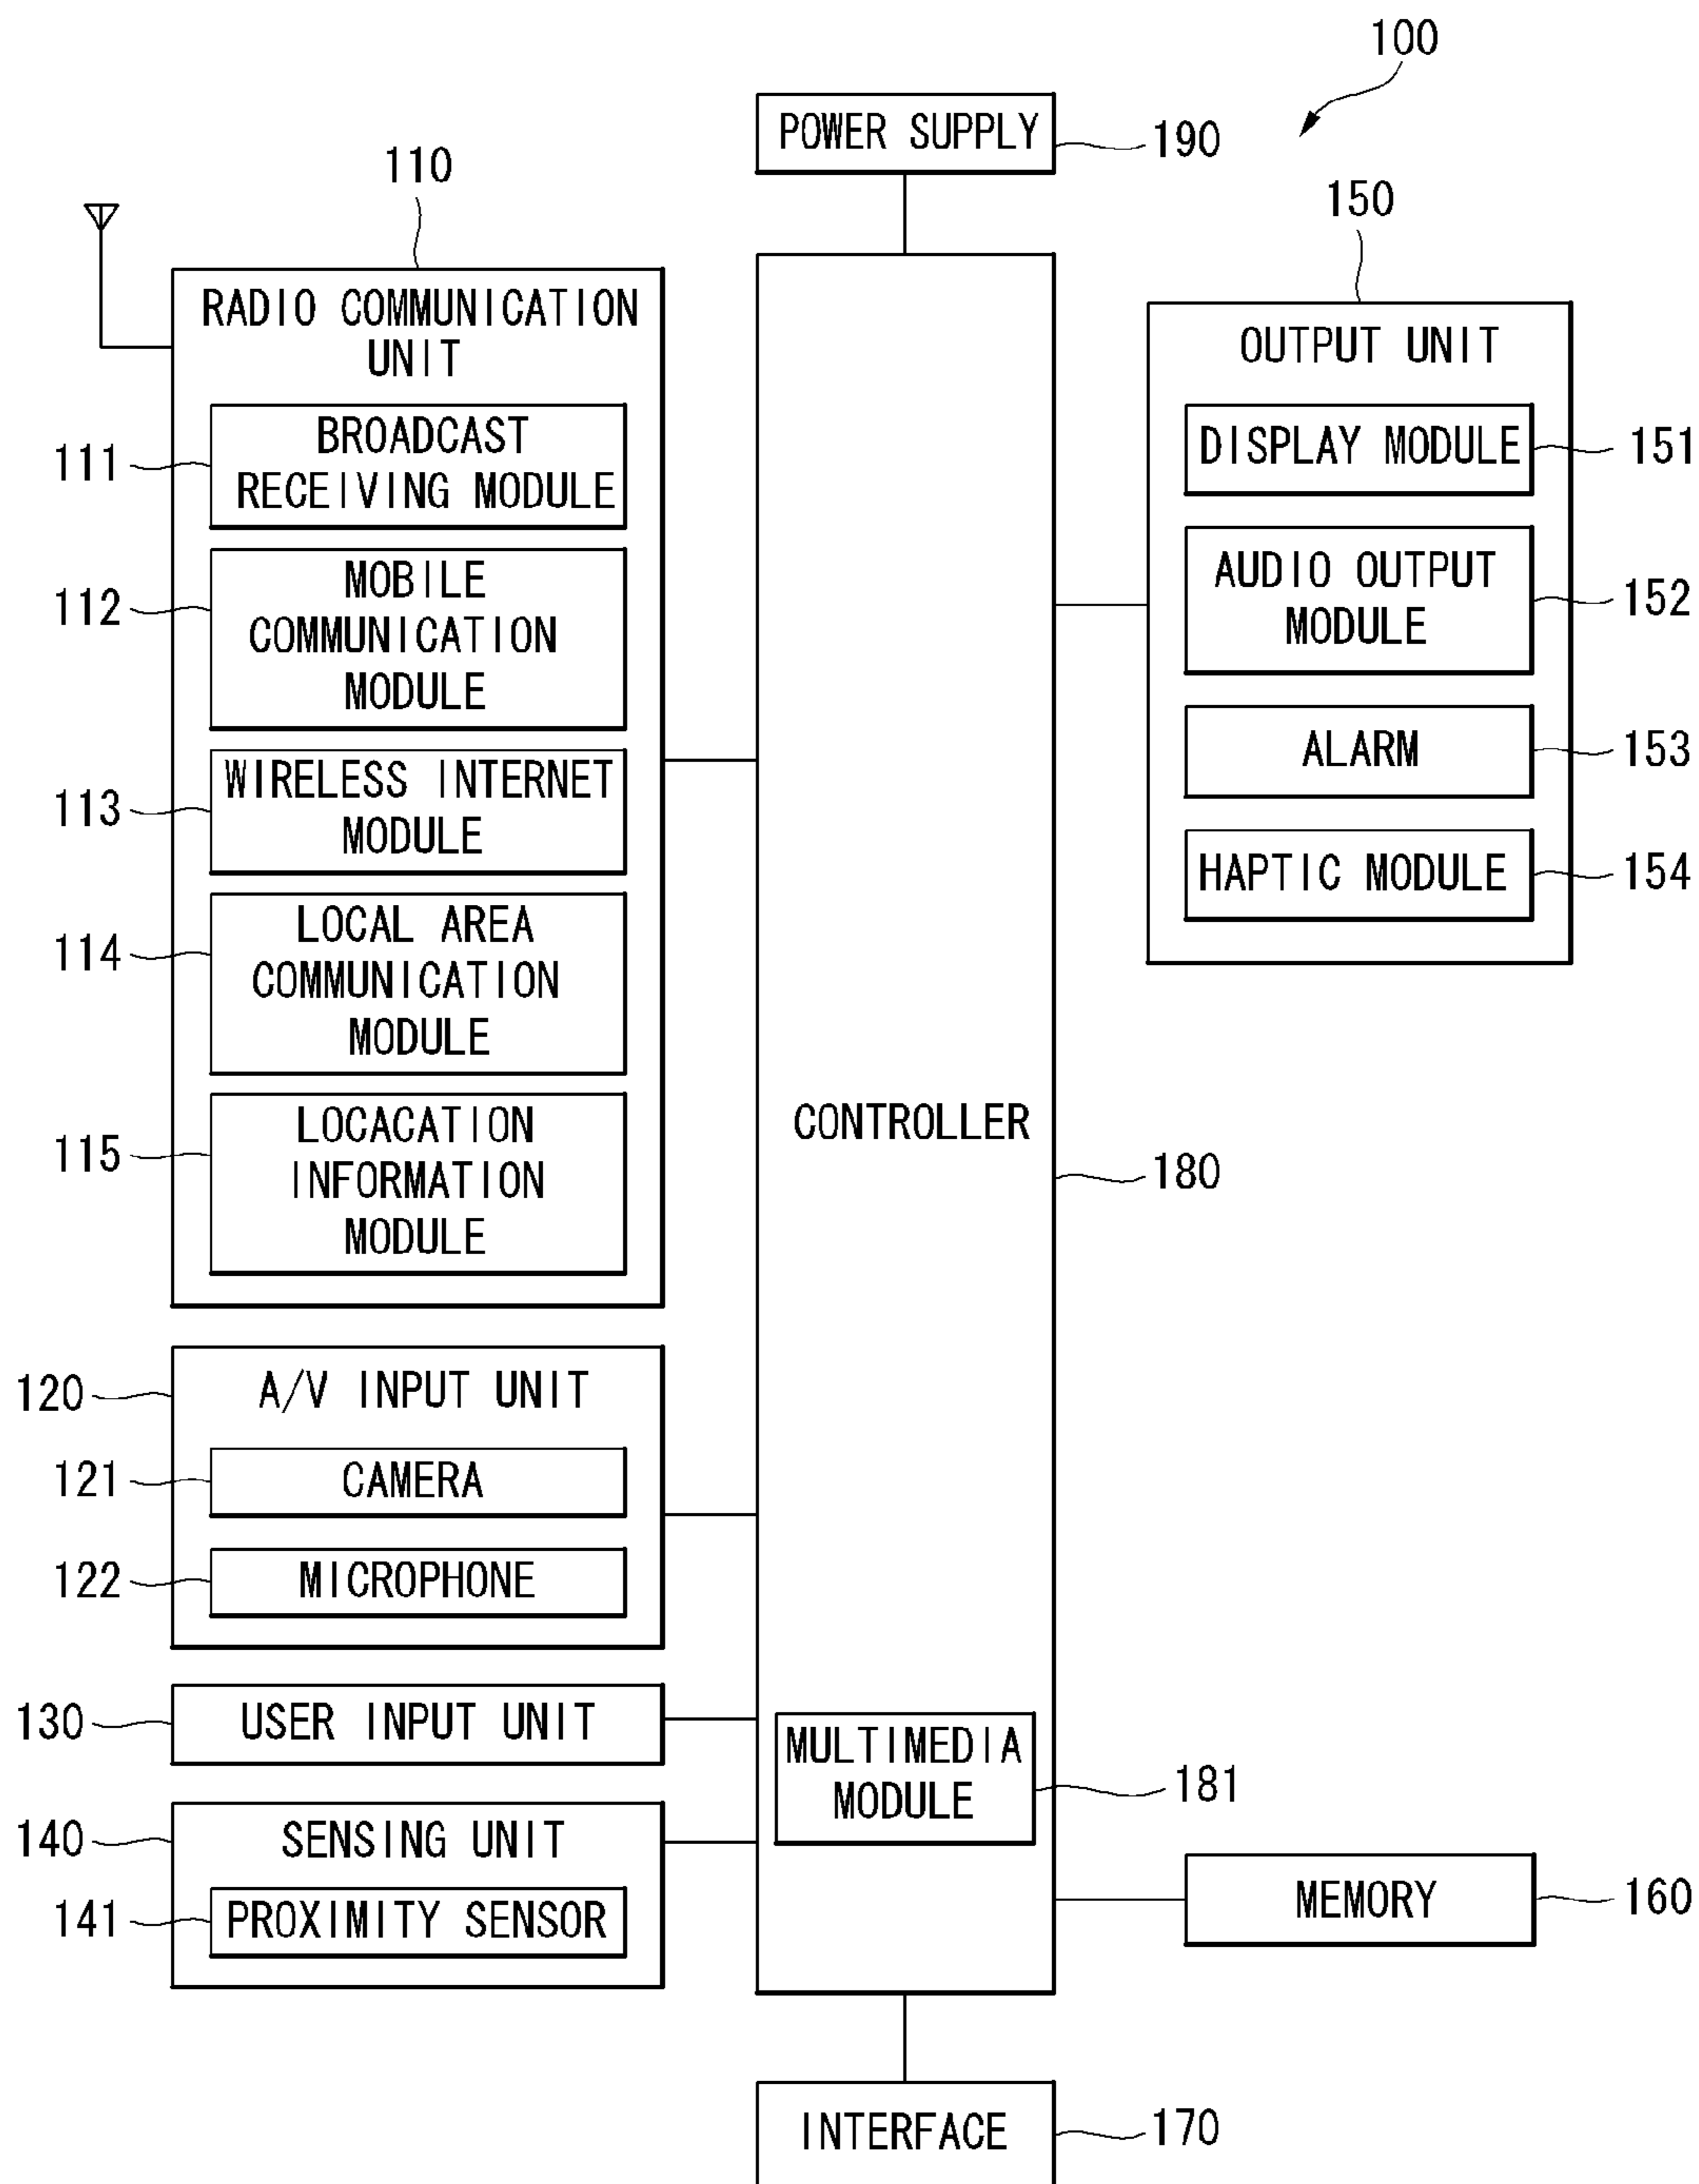 100
POWER SUPPLY
190
110
150
RADIO COMMUNICATION
UNIT
OUTPUT UNIT
111
BROADCAST
RECEIVING MODULE
DISPLAY MODULE
151
112
MOBILE
COMMUNICATION
MODULE
AUDIO OUTPUT
MODULE
152
113
WIRELESS INTERNET
MODULE
ALARM
153
HAPTIC MODULE
154
114
LOCAL AREA
COMMUNICATION
MODULE
115
LOCACATION
INFORMATION
MODULE
CONTROLLER
180
120
A/V INPUT UNIT
121
CAMERA
122
MICROPHONE
130
USER INPUT UNIT
MULTIMEDIA
MODULE
181
140
SENSING UNIT
141
PROXIMITY SENSOR
MEMORY
160
INTERFACE
170